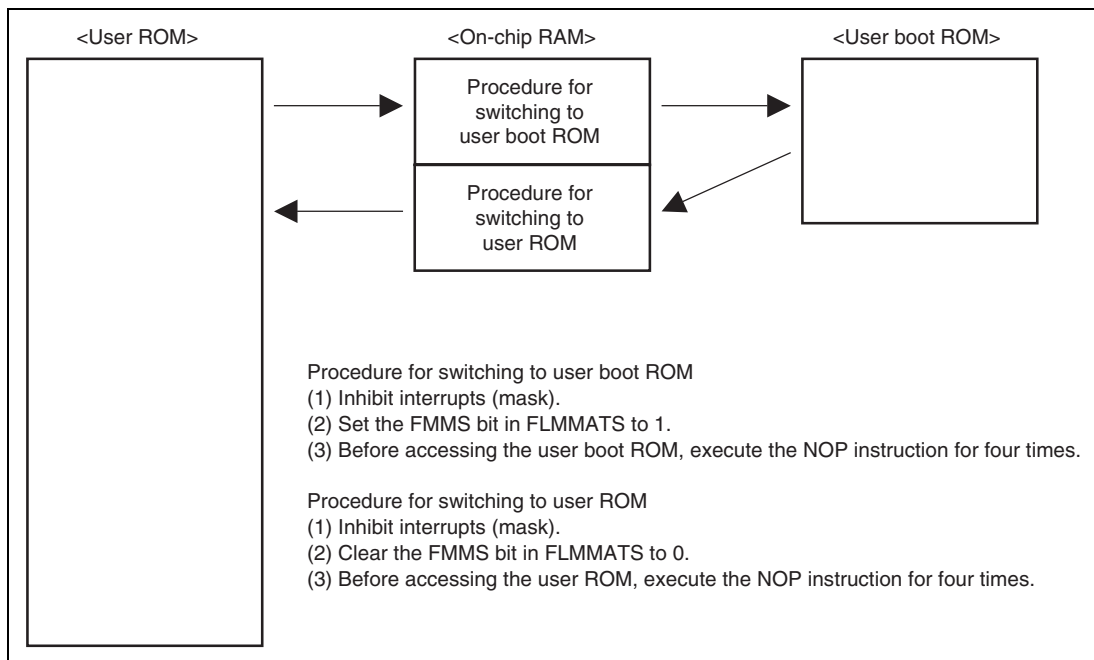 <User ROM>
<On-chip RAM>
<User boot ROM>
Procedure for
switching to
user boot ROM
Procedure for
switching to
user ROM
Procedure for switching to user boot ROM
(1) Inhibit interrupts (mask).
(2) Set the FMMS bit in FLMMATS to 1.
(3) Before accessing the user boot ROM, execute the NOP instruction for four times.
Procedure for switching to user ROM
(1) Inhibit interrupts (mask).
(2) Clear the FMMS bit in FLMMATS to 0.
(3) Before accessing the user ROM, execute the NOP instruction for four times.